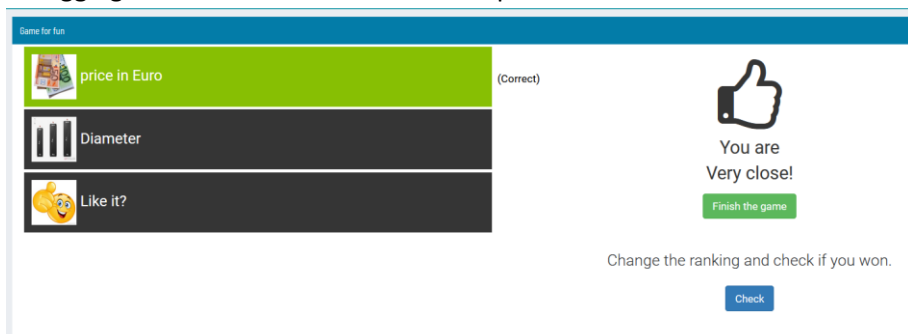 Game for fun
price in Euro
(Correct)
Diameter
Like it?
You are
Very close!
Finish the game
Change the ranking and check if you won.
Check